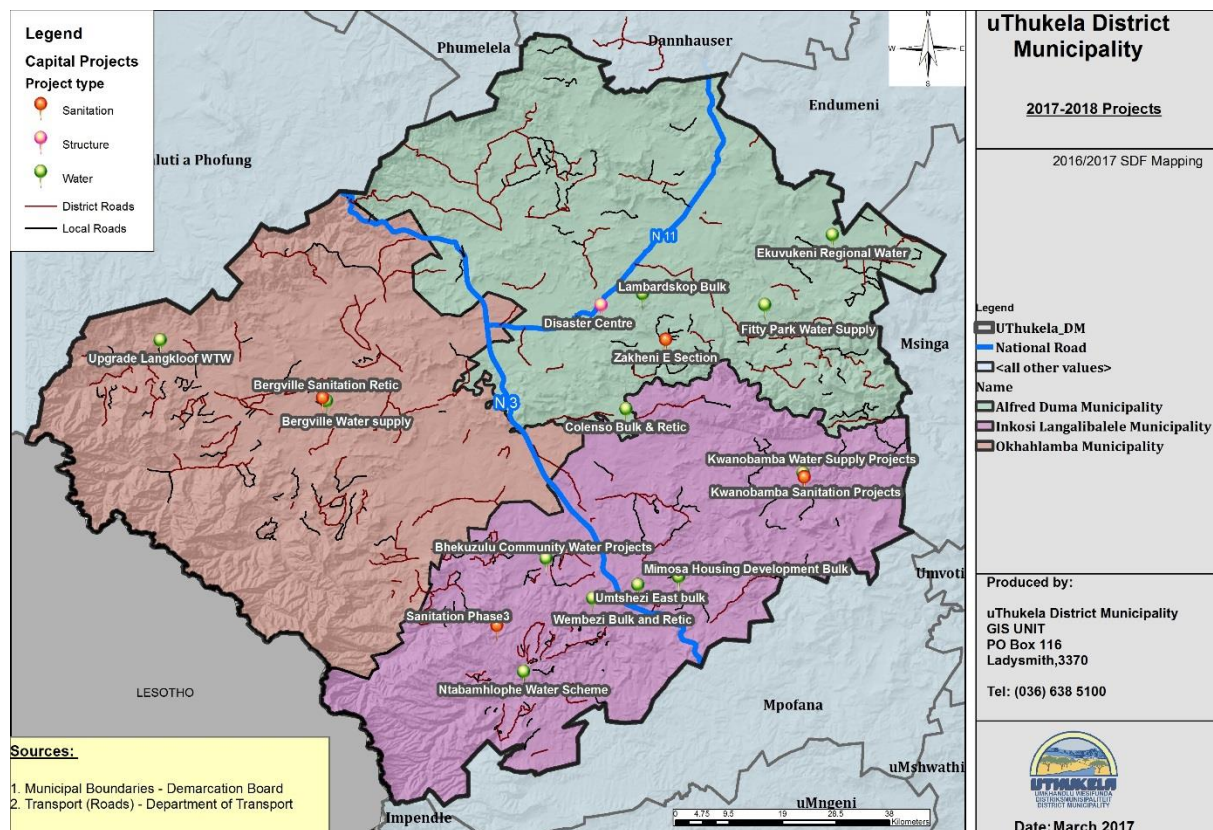 Legend
Capital Projects
Project type
Sanitation
Structure
Water
District Roads
Local Roads
Phumelela
Dannhauser
Endumeni
aluti a Phofung
N
W
E
S
N 11
Ekuvukeni Regional Water
Lambardskop Bulk
Disaster Centre
Fitty Park Water Supply
Zakheni E Section
Msinga
Upgrade Langkloof WTW
Bergville Sanitation Retic
Bergville Water supply
N 3
Colenso Bulk & Retic
Kwanobamba Water Supply Projects
Kwanobamba Sanitation Projects
Bhekuzulu Community Water Projects
Mimosa Housing Development Bulk
Umtshezi East bulk
Wembezi Bulk and Retic
Sanitation Phase3
Ntabamhlophe Water Scheme
Umvoti
LESOTHO
Mpofana
uMshwathi
uMngeni
Impendle
Sources:
1. Municipal Boundaries - Demarcation Board
2. Transport (Roads) - Department of Transport
0 4.75 9.5 19 28.5 38
Kilometers
uThukela District
Municipality
2017-2018 Projects
2016/2017 SDF Mapping
Legend
UThukela_DM
National Road
<all other values>
Name
Alfred Duma Municipality
Inkosi Langalibalele Municipality
Okhahlamba Municipality
Produced by:
uThukela District Municipality
GIS UNIT
PO Box 116
Ladysmith,3370
Tel: (036) 638 5100
UTHUKELA
UMKHANDLU WESIFUNDA
DISTRIKSMUNISIPALITEIT
DISTRICT MUNICIPALITY
Date: March 2017